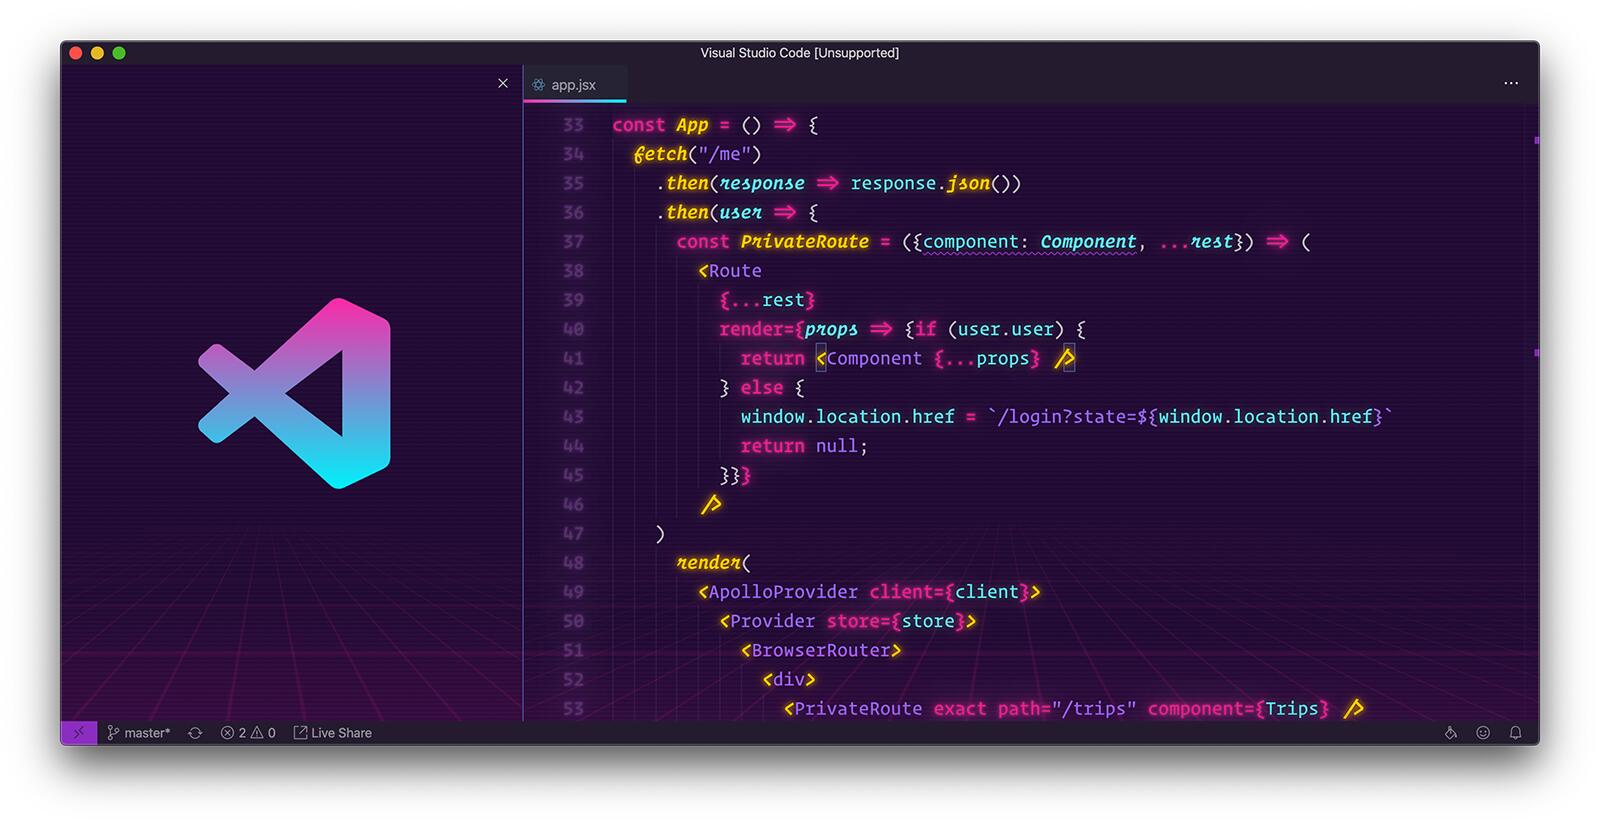 Visual Studio Code [Unsupported]
app.jsx
33 const App = () => {
34 fetch("/me")
35 .then(response => response.json())
36 .then(user => {
37 const PrivateRoute = ({component: Component, ...rest}) => (
38 <Route
39 {...rest}
40 render={props => {if (user.user) {
41 return <Component {...props} />
42 } else {
43 window.location.href = `/login?state=${window.location.href}`
44 return null;
45 }}}
46 />
47 )
48 render(
49 <ApolloProvider client={client}>
50 <Provider store={store}>
51 <BrowserRouter>
52 <div>
53 <PrivateRoute exact path="/trips" component={Trips} />
master* 2 0 Live Share